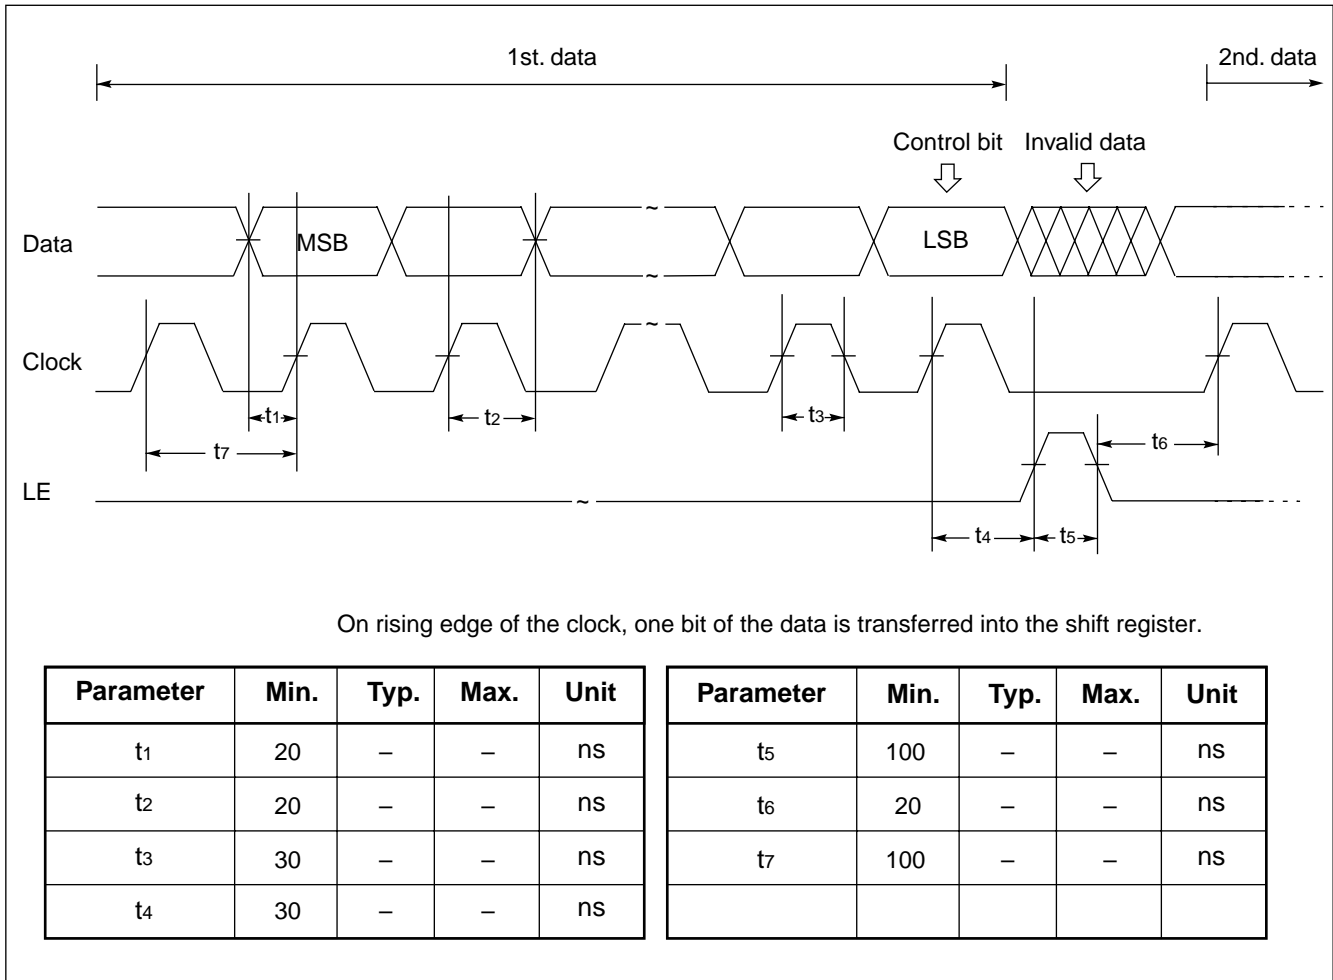 1st. data
2nd. data
Control bit
Invalid data
Data
MSB
LSB
Clock
t1
t2
t3
t7
t6
LE
t4
t5
On rising edge of the clock, one bit of the data is transferred into the shift register.
Parameter Min. Typ. Max. Unit
t1 20 – – ns
t2 20 – – ns
t3 30 – – ns
t4 30 – – ns
Parameter Min. Typ. Max. Unit
t5 100 – – ns
t6 20 – – ns
t7 100 – – ns